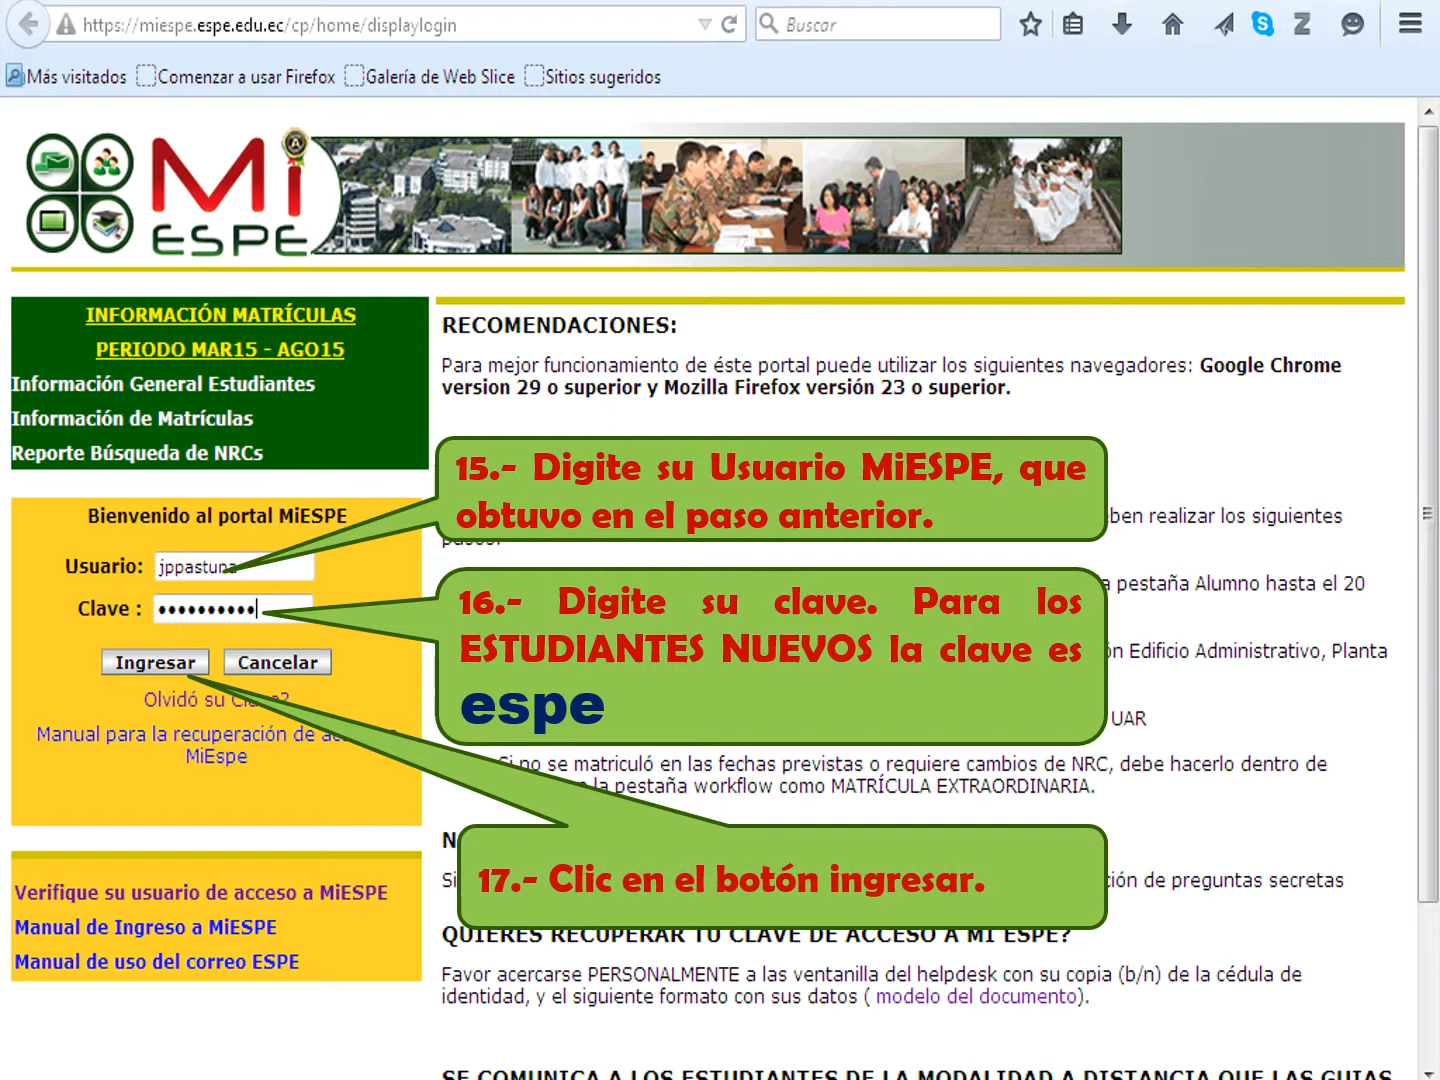 https://miespe.espe.edu.ec/cp/home/displaylogin
Buscar
Más visitados Comenzar a usar Firefox Galería de Web Slice Sitios sugeridos
Mi
ESPE
INFORMACIÓN MATRÍCULAS
PERIODO MAR15 - AGO15
Información General Estudiantes
Información de Matrículas
Reporte Búsqueda de NRCs
Bienvenido al portal MiESPE
Usuario: jppastuna
Clave : ••••••••••
Ingresar Cancelar
Olvidó su
Manual para la recuperación de
MiEspe
Verifique su usuario de acceso a MiESPE
Manual de Ingreso a MiESPE
Manual de uso del correo ESPE
RECOMENDACIONES:
Para mejor funcionamiento de éste portal puede utilizar los siguientes navegadores: Google Chrome
version 29 o superior y Mozilla Firefox versión 23 o superior.
15.- Digite su Usuario MiESPE, que
obtuvo en el paso anterior.
realizar los siguientes
16.- Digite su clave. Para los
ESTUDIANTES NUEVOS la clave es
espe
pestaña Alumno hasta el 20
Edificio Administrativo, Planta
UAR
Si no se matriculó en las fechas previstas o requiere cambios de NRC, debe hacerlo dentro de
la pestaña workflow como MATRÍCULA EXTRAORDINARIA.
17.- Clic en el botón ingresar.
de preguntas secretas
QUIERES RECUPERAR TU CLAVE DE ACCESO A MI ESPE?
Favor acercarse PERSONALMENTE a las ventanilla del helpdesk con su copia (b/n) de la cédula de
identidad, y el siguiente formato con sus datos ( modelo del documento).
SE COMUNICA A LOS ESTUDIANTES DE LA MODALIDAD A DISTANCIA QUE LAS GUIAS